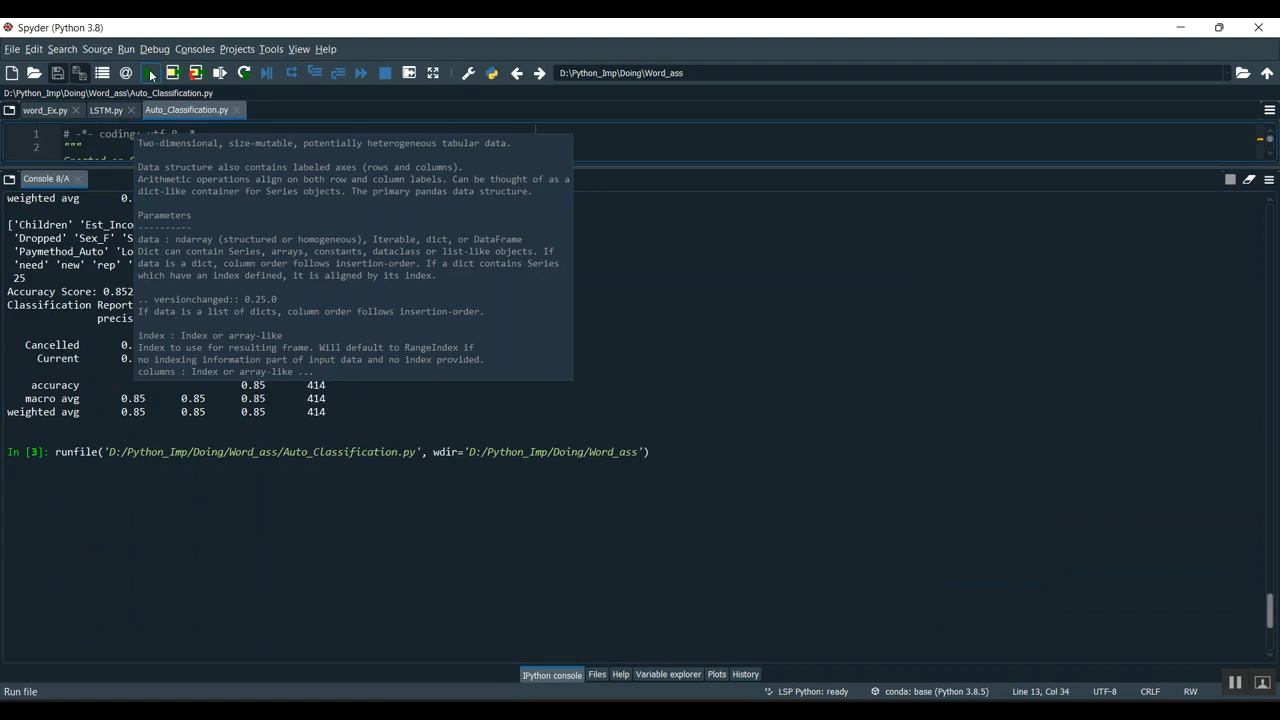 Spyder (Python 3.8)
File Edit Search Source Run Debug Consoles Projects Tools View Help
D:\Python_Imp\Doing\Word_ass
D:\Python_Imp\Doing\Word_ass\Auto_Classification.py
word_Ex.py LSTM.py Auto_Classification.py
1 # -*- coding: utf-8 -*
2 """
Console 8/A
Two-dimensional, size-mutable, potentially heterogeneous tabular data.
Data structure also contains labeled axes (rows and columns).
Arithmetic operations align on both row and column labels. Can be thought of as a
dict-like container for Series objects. The primary pandas data structure.
Parameters
----------
data : ndarray (structured or homogeneous), Iterable, dict, or DataFrame
Dict can contain Series, arrays, constants, dataclass or list-like objects. If
data is a dict, column order follows insertion-order. If a dict contains Series
which have an index defined, it is aligned by its index.
.. versionchanged:: 0.25.0
If data is a list of dicts, column order follows insertion-order.
index : Index or array-like
Index to use for resulting frame. Will default to RangeIndex if
no indexing information part of input data and no index provided.
columns : Index or array-like ...
weighted avg 0.
['Children' 'Est_Inco
'Dropped' 'Sex_F' 'S
'Paymethod_Auto' 'Lo
'need' 'new' 'rep'
25
Accuracy Score: 0.852
Classification Report
precis
Cancelled 0.
Current 0.
accuracy 0.85 414
macro avg 0.85 0.85 0.85 414
weighted avg 0.85 0.85 0.85 414
In [3]: runfile('D:/Python_Imp/Doing/Word_ass/Auto_Classification.py', wdir='D:/Python_Imp/Doing/Word_ass')
IPython console Files Help Variable explorer Plots History
Run file LSP Python: ready conda: base (Python 3.8.5) Line 13, Col 34 UTF-8 CRLF RW